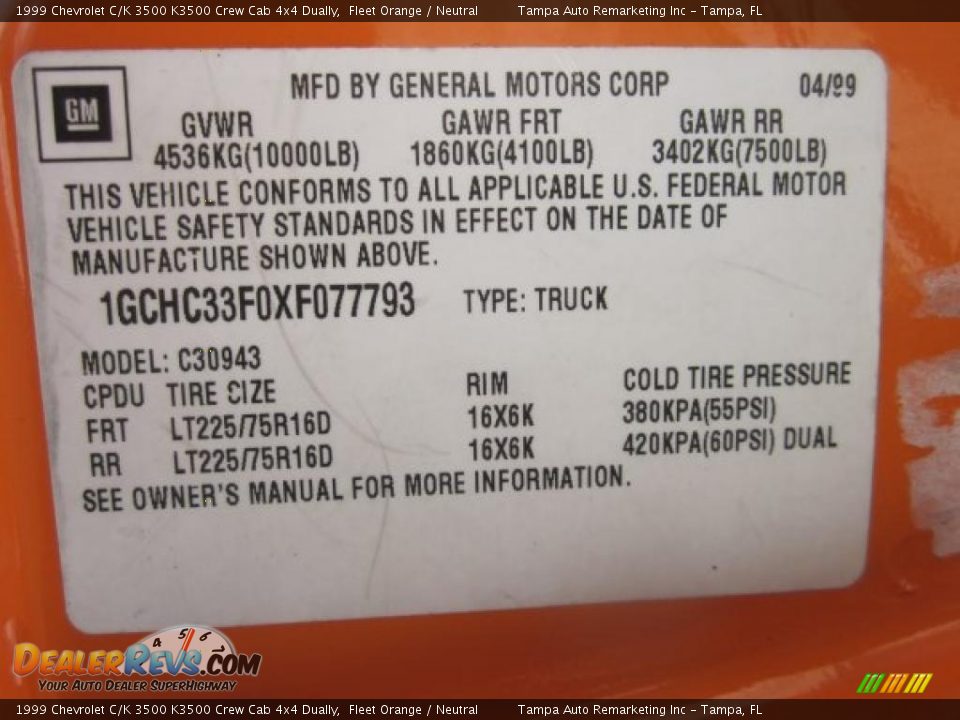 1999 Chevrolet C/K 3500 K3500 Crew Cab 4x4 Dually, Fleet Orange / Neutral Tampa Auto Remarketing Inc - Tampa, FL
GM
MFD BY GENERAL MOTORS CORP 04/99
GVWR GAWR FRT GAWR RR
4536KG(10000LB) 1860KG(4100LB) 3402KG(7500LB)
THIS VEHICLE CONFORMS TO ALL APPLICABLE U.S. FEDERAL MOTOR
VEHICLE SAFETY STANDARDS IN EFFECT ON THE DATE OF
MANUFACTURE SHOWN ABOVE.
1GCHC33F0XF077793 TYPE: TRUCK
MODEL: C30943
CPDU TIRE SIZE RIM COLD TIRE PRESSURE
FRT LT225/75R16D 16X6K 380KPA(55PSI)
RR LT225/75R16D 16X6K 420KPA(60PSI) DUAL
SEE OWNER'S MANUAL FOR MORE INFORMATION.
4 5 6 7
DEALERREVS.COM
YOUR AUTO DEALER SUPERHIGHWAY
1999 Chevrolet C/K 3500 K3500 Crew Cab 4x4 Dually, Fleet Orange / Neutral Tampa Auto Remarketing Inc - Tampa, FL